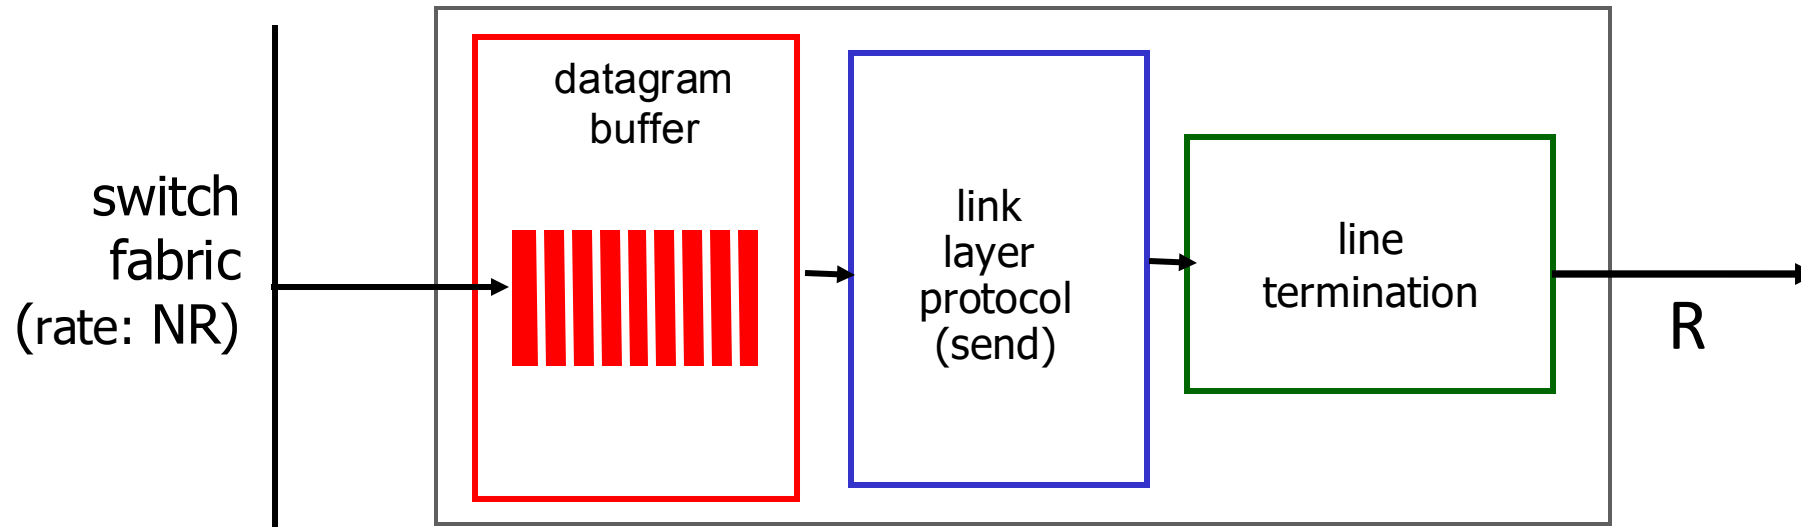 switch
fabric
(rate: NR)
datagram
buffer
link
layer
protocol
(send)
line
termination
R